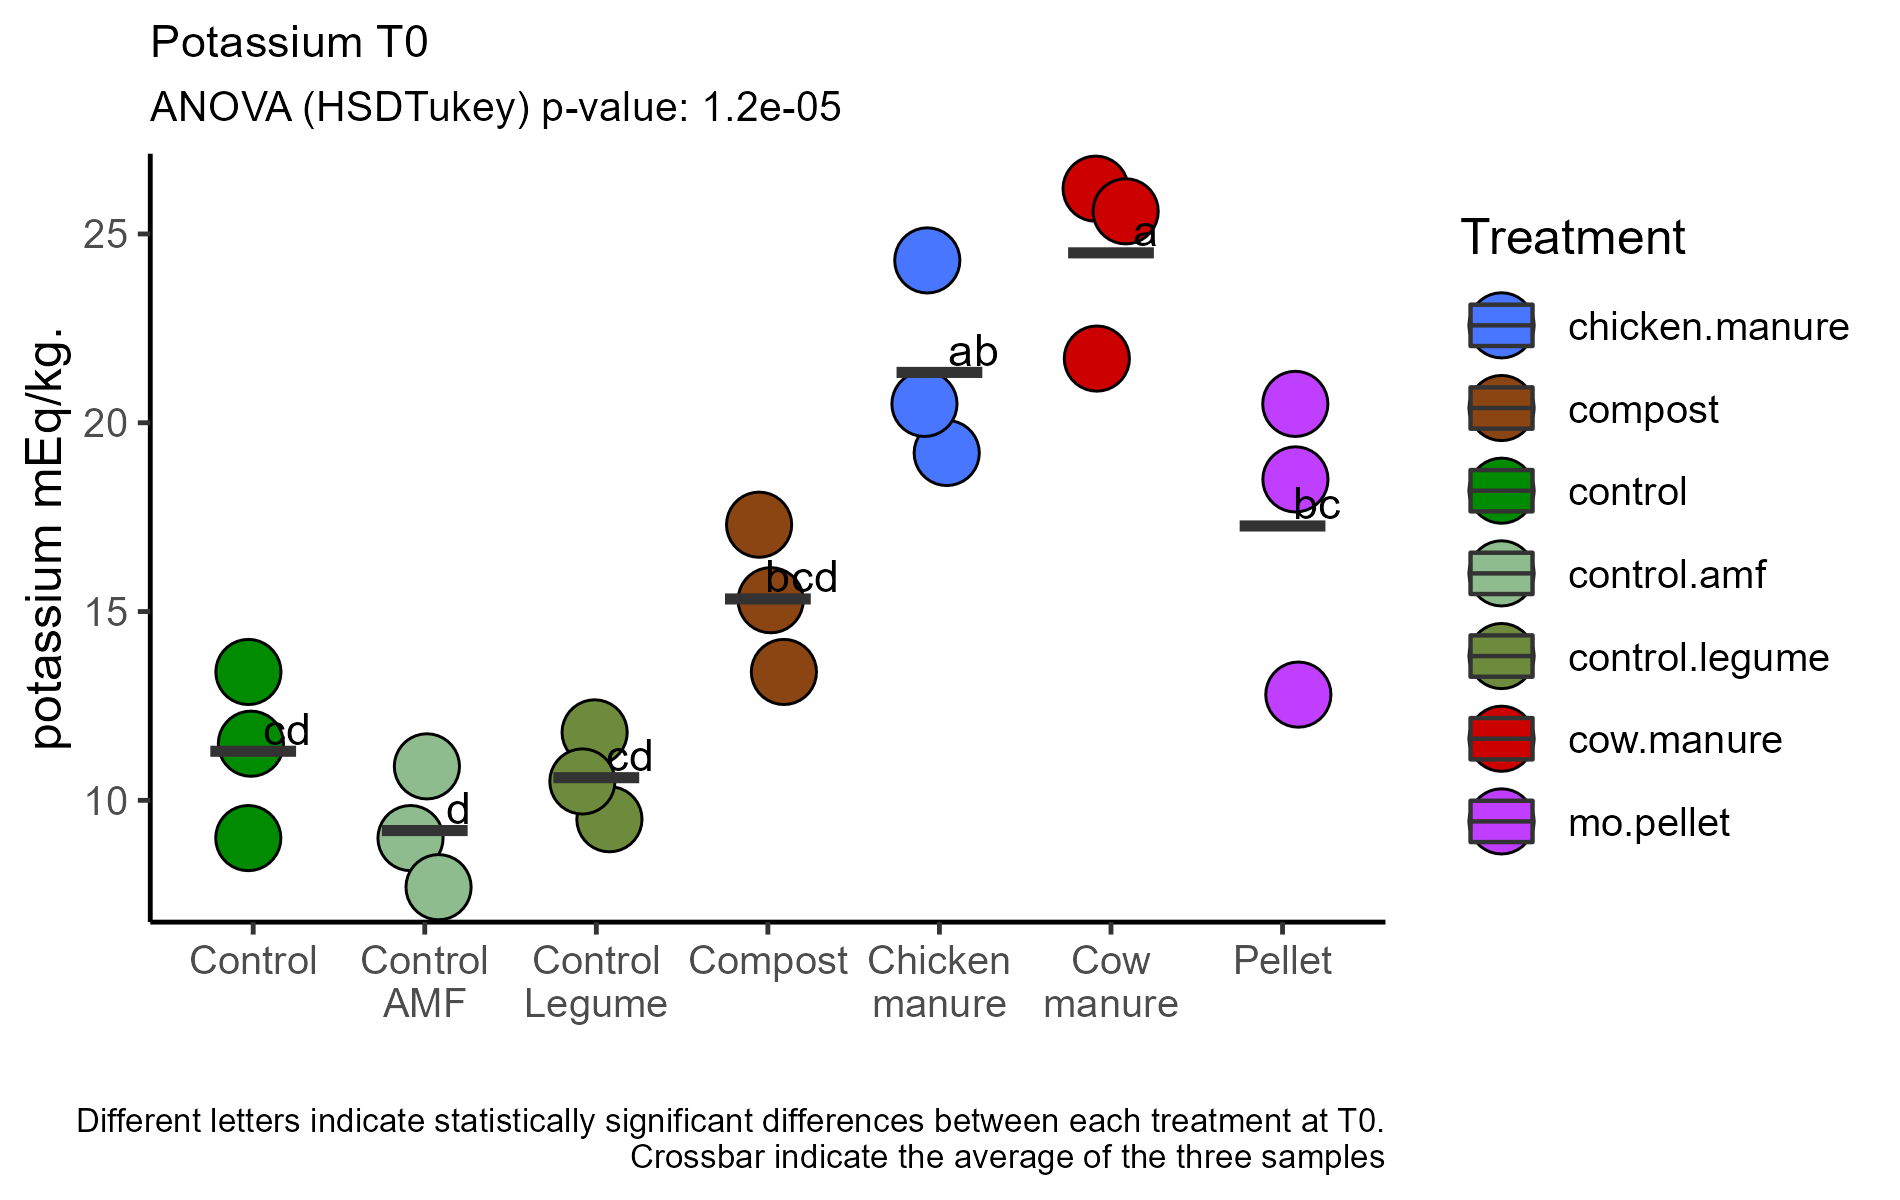 Potassium T0
ANOVA (HSDTukey) p-value: 1.2e-05
potassium mEq/kg.
25
20
15
10
cd
d
cd
bcd
ab
a
bc
Control
Control
AMF
Control
Legume
Compost
Chicken
manure
Cow
manure
Pellet
Treatment
chicken.manure
compost
control
control.amf
control.legume
cow.manure
mo.pellet
Different letters indicate statistically significant differences between each treatment at T0.
Crossbar indicate the average of the three samples